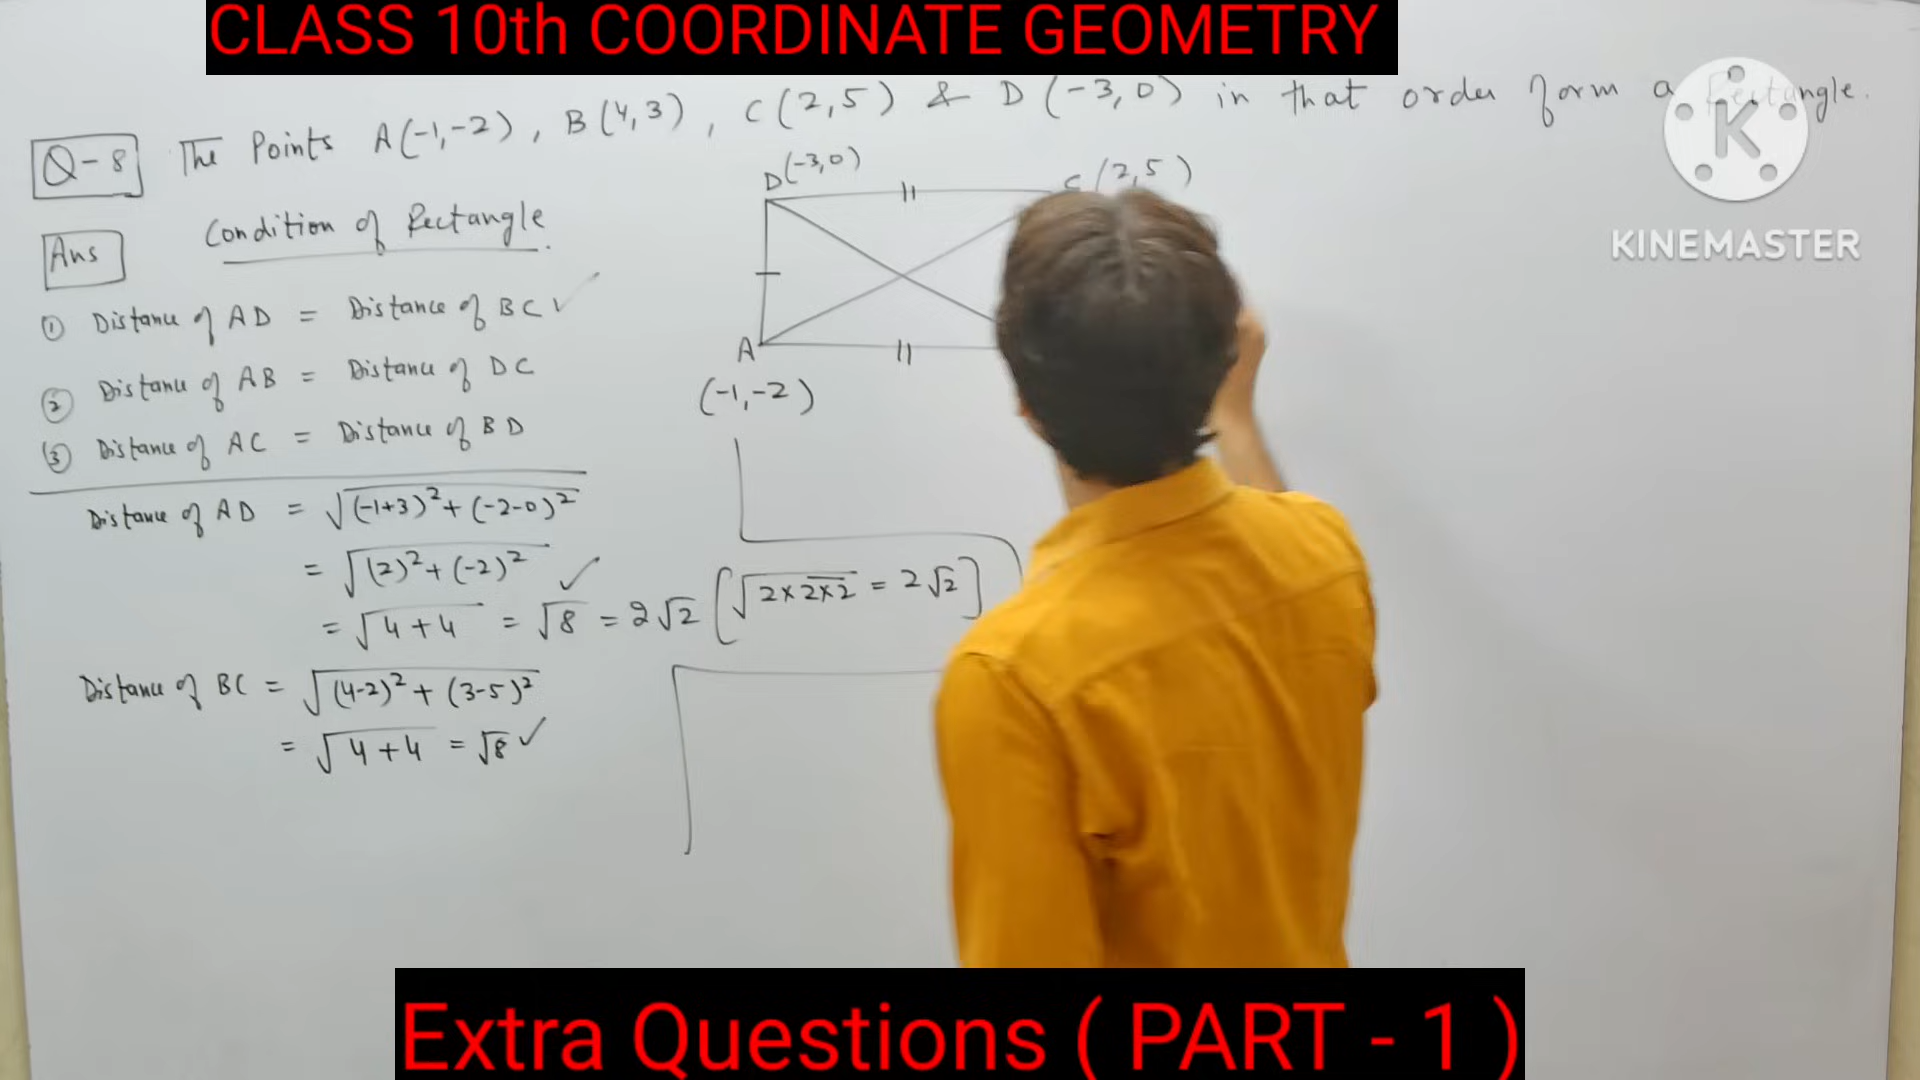 CLASS 10th COORDINATE GEOMETRY
Q-8 The Points A(-1,-2), B(4,3), C(2,5) & D(-3,0) in that order form a Rectangle.
KINEMASTER
D(-3,0)
C(2,5)
A
(-1,-2)
Ans Condition of Rectangle.
① Distance of AD = Distance of BC ✓
② Distance of AB = Distance of DC
③ Distance of AC = Distance of BD
Distance of AD = √(-1+3)²+(-2-0)²
= √(2)²+(-2)² ✓
= √4+4 = √8 = 2√2 [√2×2×2 = 2√2]
Distance of BC = √(4-2)²+(3-5)²
= √4+4 = √8 ✓
Extra Questions ( PART - 1 )